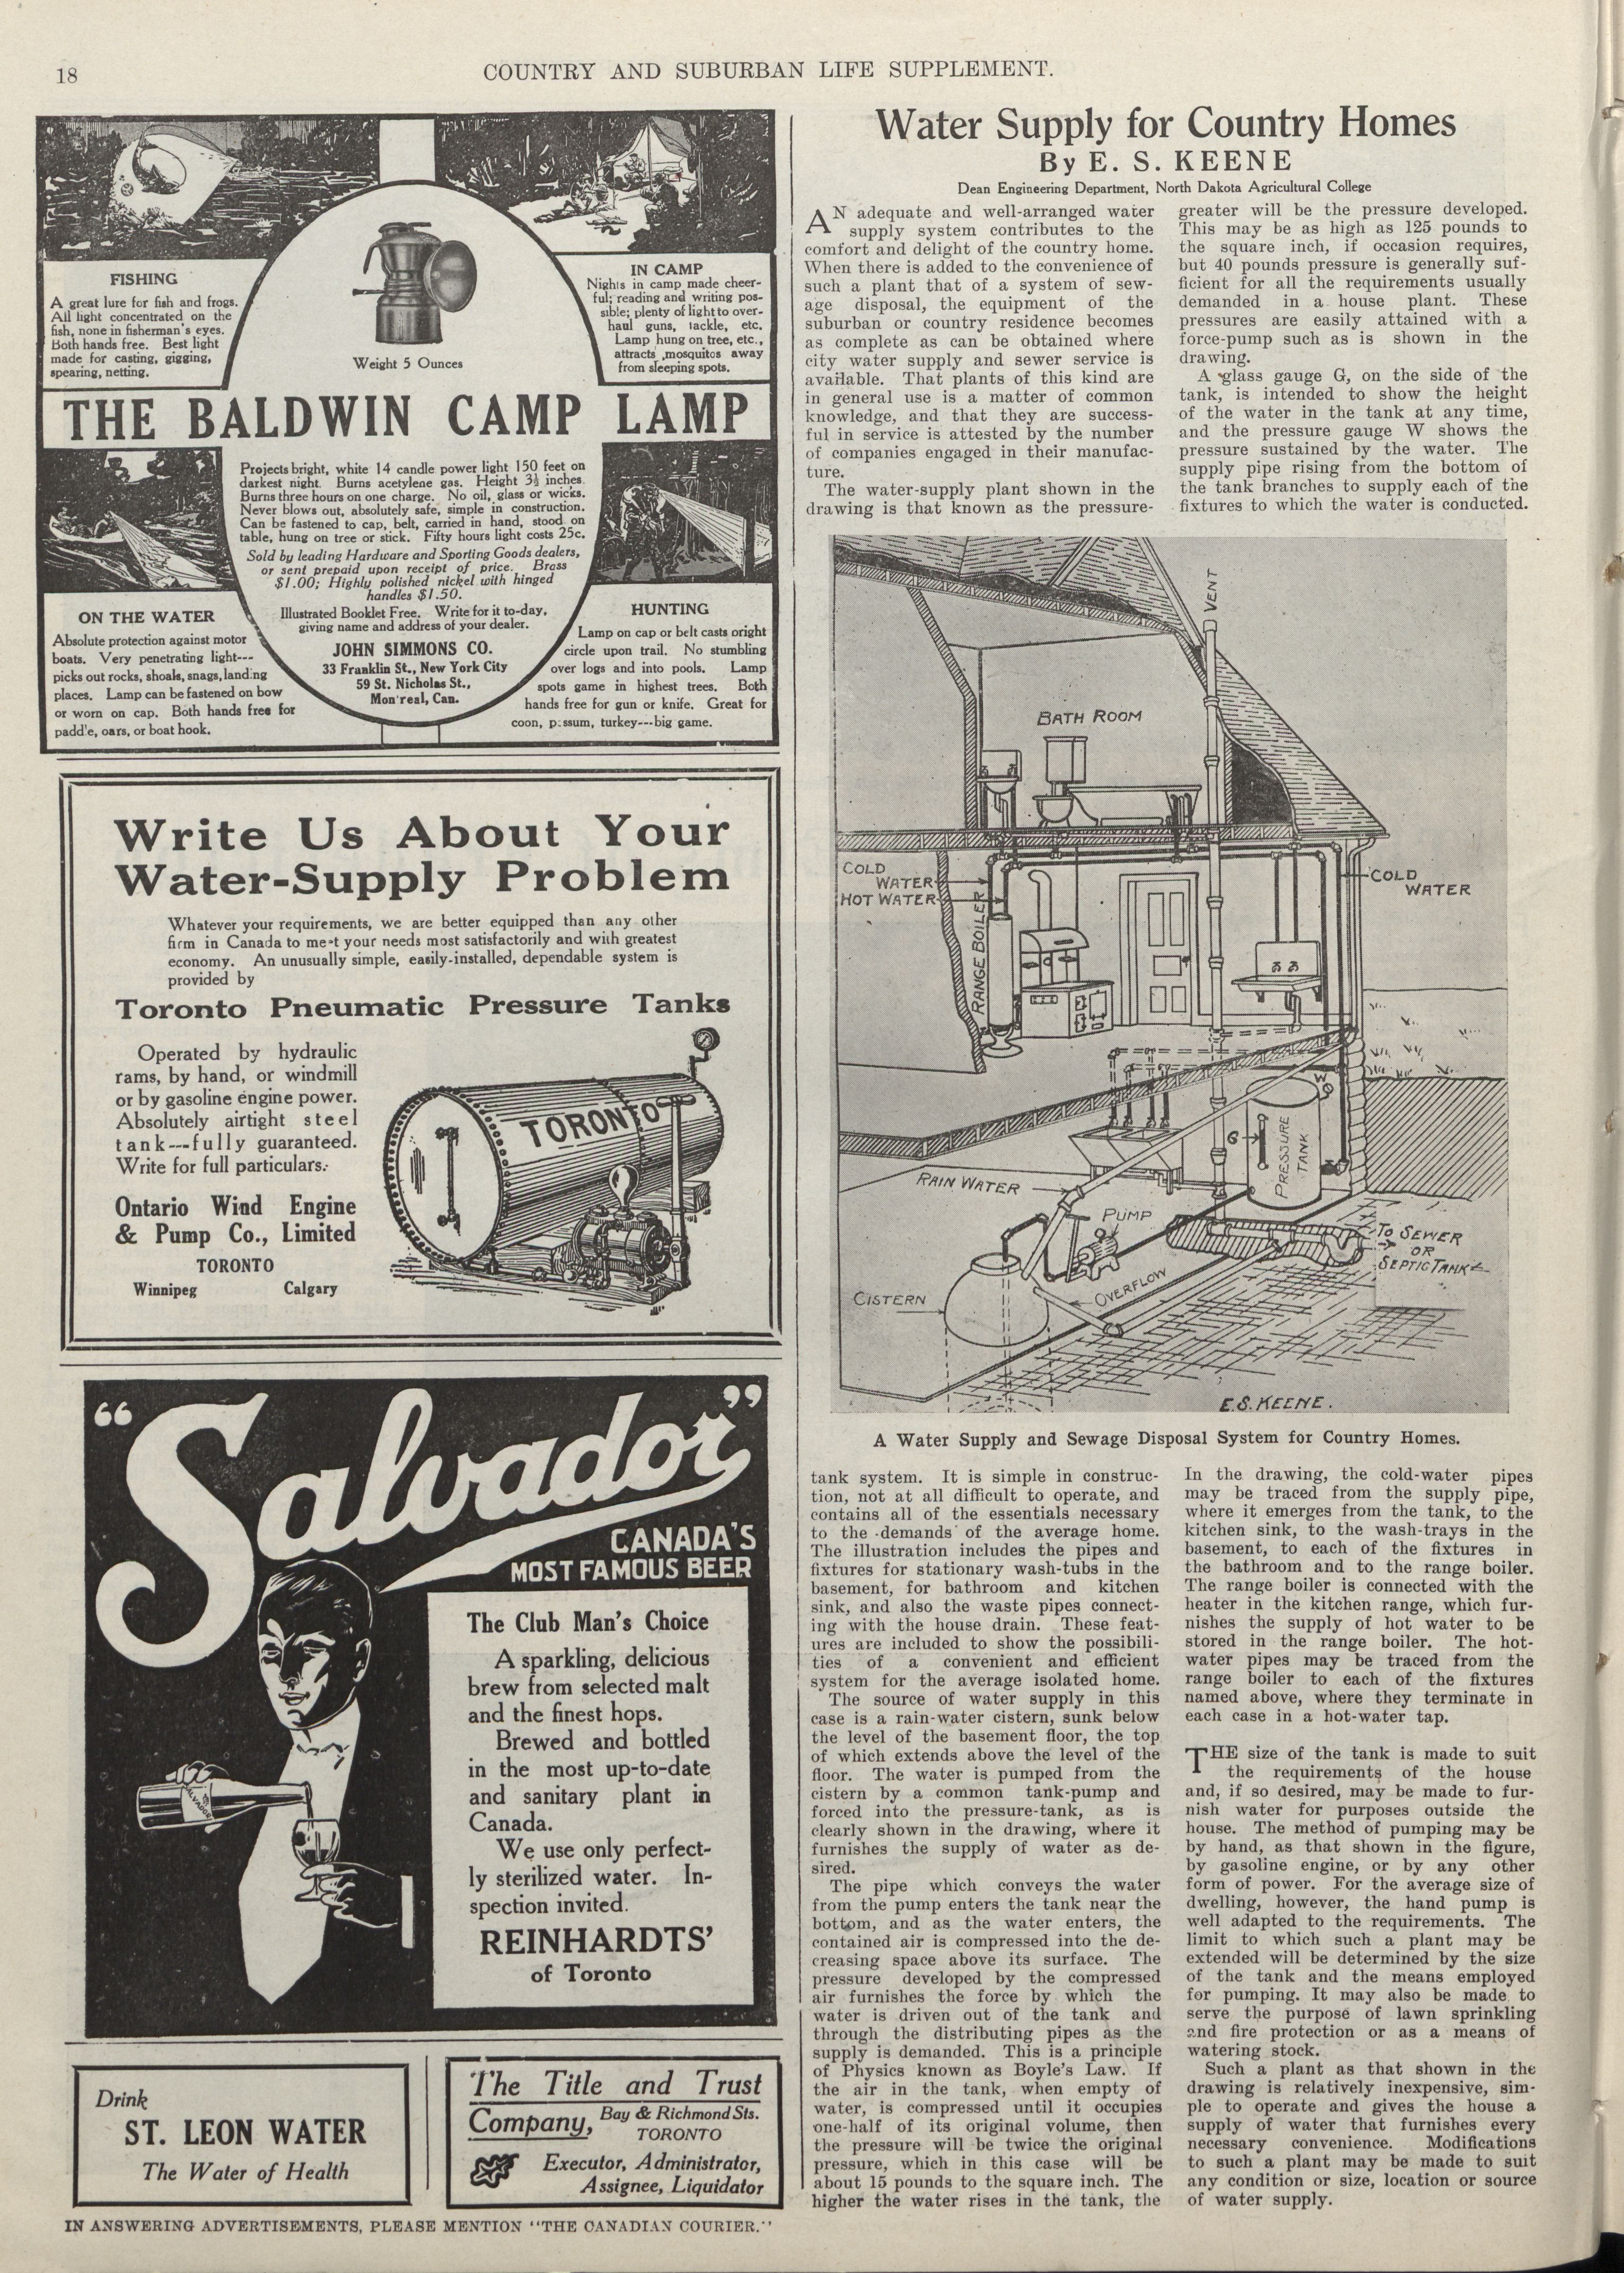 18
COUNTRY AND SUBURBAN LIFE SUPPLEMENT.
FISHING
A great lure for fish and frogs.
All light concentrated on the
fish, none in fisherman's eyes.
Both hands free. Best light
made for casting, gigging,
spearing, netting.
Weight 5 Ounces
IN CAMP
Nights in camp made cheer-
ful; reading and writing pos-
sible; plenty of light to over-
haul guns, tackle, etc.
Lamp hung on tree, etc.,
attracts mosquitos away
from sleeping spots.
THE BALDWIN CAMP LAMP
Projects bright, white 14 candle power light 150 feet on
darkest night. Burns acetylene gas. Height 3½ inches.
Burns three hours on one charge. No oil, glass or wicks.
Never blows out, absolutely safe, simple in construction.
Can be fastened to cap, belt, carried in hand, stood on
table, hung on tree or stick. Fifty hours light costs 25c.
Sold by leading Hardware and Sporting Goods dealers,
or sent prepaid upon receipt of price. Brass
$1.00; Highly polished nickel with hinged
handles $1.50.
Illustrated Booklet Free. Write for it to-day,
giving name and address of your dealer.
JOHN SIMMONS CO.
33 Franklin St., New York City
59 St. Nicholas St.,
Mon'real, Can.
ON THE WATER
Absolute protection against motor
boats. Very penetrating light---
picks out rocks, shoals, snags, landing
places. Lamp can be fastened on bow
or worn on cap. Both hands free for
padd'e, oars, or boat hook.
HUNTING
Lamp on cap or belt casts bright
circle upon trail. No stumbling
over logs and into pools. Lamp
spots game in highest trees. Both
hands free for gun or knife. Great for
coon, p:ssum, turkey---big game.
Write Us About Your
Water-Supply Problem
Whatever your requirements, we are better equipped than any other
firm in Canada to meet your needs most satisfactorily and with greatest
economy. An unusually simple, easily-installed, dependable system is
provided by
Toronto Pneumatic Pressure Tanks
Operated by hydraulic
rams, by hand, or windmill
or by gasoline engine power.
Absolutely airtight steel
tank---fully guaranteed.
Write for full particulars.
Ontario Wind Engine
& Pump Co., Limited
TORONTO
Winnipeg Calgary
TORONTO
"Salvador"
CANADA'S
MOST FAMOUS BEER
The Club Man's Choice
A sparkling, delicious
brew from selected malt
and the finest hops.
Brewed and bottled
in the most up-to-date
and sanitary plant in
Canada.
We use only perfect-
ly sterilized water. In-
spection invited.
REINHARDTS'
of Toronto
SALVADOR
Drink
ST. LEON WATER
The Water of Health
The Title and Trust
Company, Bay & Richmond Sts.
TORONTO
Executor, Administrator,
Assignee, Liquidator
IN ANSWERING ADVERTISEMENTS, PLEASE MENTION "THE CANADIAN COURIER."
Water Supply for Country Homes
By E. S. KEENE
Dean Engineering Department, North Dakota Agricultural College
AN adequate and well-arranged water
supply system contributes to the
comfort and delight of the country home.
When there is added to the convenience of
such a plant that of a system of sew-
age disposal, the equipment of the
suburban or country residence becomes
as complete as can be obtained where
city water supply and sewer service is
available. That plants of this kind are
in general use is a matter of common
knowledge, and that they are success-
ful in service is attested by the number
of companies engaged in their manufac-
ture.
The water-supply plant shown in the
drawing is that known as the pressure-
greater will be the pressure developed.
This may be as high as 125 pounds to
the square inch, if occasion requires,
but 40 pounds pressure is generally suf-
ficient for all the requirements usually
demanded in a house plant. These
pressures are easily attained with a
force-pump such as is shown in the
drawing.
A glass gauge G, on the side of the
tank, is intended to show the height
of the water in the tank at any time,
and the pressure gauge W shows the
pressure sustained by the water. The
supply pipe rising from the bottom of
the tank branches to supply each of the
fixtures to which the water is conducted.
VENT
BATH ROOM
COLD
WATER
HOT WATER
RANGE BOILER
COLD
WATER
W
G
PRESSURE
TANK
RAIN WATER
PUMP
TO SEWER
OR
SEPTIC TANK
OVERFLOW
CISTERN
E.S. KEENE.
A Water Supply and Sewage Disposal System for Country Homes.
tank system. It is simple in construc-
tion, not at all difficult to operate, and
contains all of the essentials necessary
to the demands of the average home.
The illustration includes the pipes and
fixtures for stationary wash-tubs in the
basement, for bathroom and kitchen
sink, and also the waste pipes connect-
ing with the house drain. These feat-
ures are included to show the possibili-
ties of a convenient and efficient
system for the average isolated home.
The source of water supply in this
case is a rain-water cistern, sunk below
the level of the basement floor, the top
of which extends above the level of the
floor. The water is pumped from the
cistern by a common tank-pump and
forced into the pressure-tank, as is
clearly shown in the drawing, where it
furnishes the supply of water as de-
sired.
The pipe which conveys the water
from the pump enters the tank near the
bottom, and as the water enters, the
contained air is compressed into the de-
creasing space above its surface. The
pressure developed by the compressed
air furnishes the force by which the
water is driven out of the tank and
through the distributing pipes as the
supply is demanded. This is a principle
of Physics known as Boyle's Law. If
the air in the tank, when empty of
water, is compressed until it occupies
one-half of its original volume, then
the pressure will be twice the original
pressure, which in this case will be
about 15 pounds to the square inch. The
higher the water rises in the tank, the
In the drawing, the cold-water pipes
may be traced from the supply pipe,
where it emerges from the tank, to the
kitchen sink, to the wash-trays in the
basement, to each of the fixtures in
the bathroom and to the range boiler.
The range boiler is connected with the
heater in the kitchen range, which fur-
nishes the supply of hot water to be
stored in the range boiler. The hot-
water pipes may be traced from the
range boiler to each of the fixtures
named above, where they terminate in
each case in a hot-water tap.
THE size of the tank is made to suit
the requirements of the house
and, if so desired, may be made to fur-
nish water for purposes outside the
house. The method of pumping may be
by hand, as that shown in the figure,
by gasoline engine, or by any other
form of power. For the average size of
dwelling, however, the hand pump is
well adapted to the requirements. The
limit to which such a plant may be
extended will be determined by the size
of the tank and the means employed
for pumping. It may also be made to
serve the purpose of lawn sprinkling
and fire protection or as a means of
watering stock.
Such a plant as that shown in the
drawing is relatively inexpensive, sim-
ple to operate and gives the house a
supply of water that furnishes every
necessary convenience. Modifications
to such a plant may be made to suit
any condition or size, location or source
of water supply.